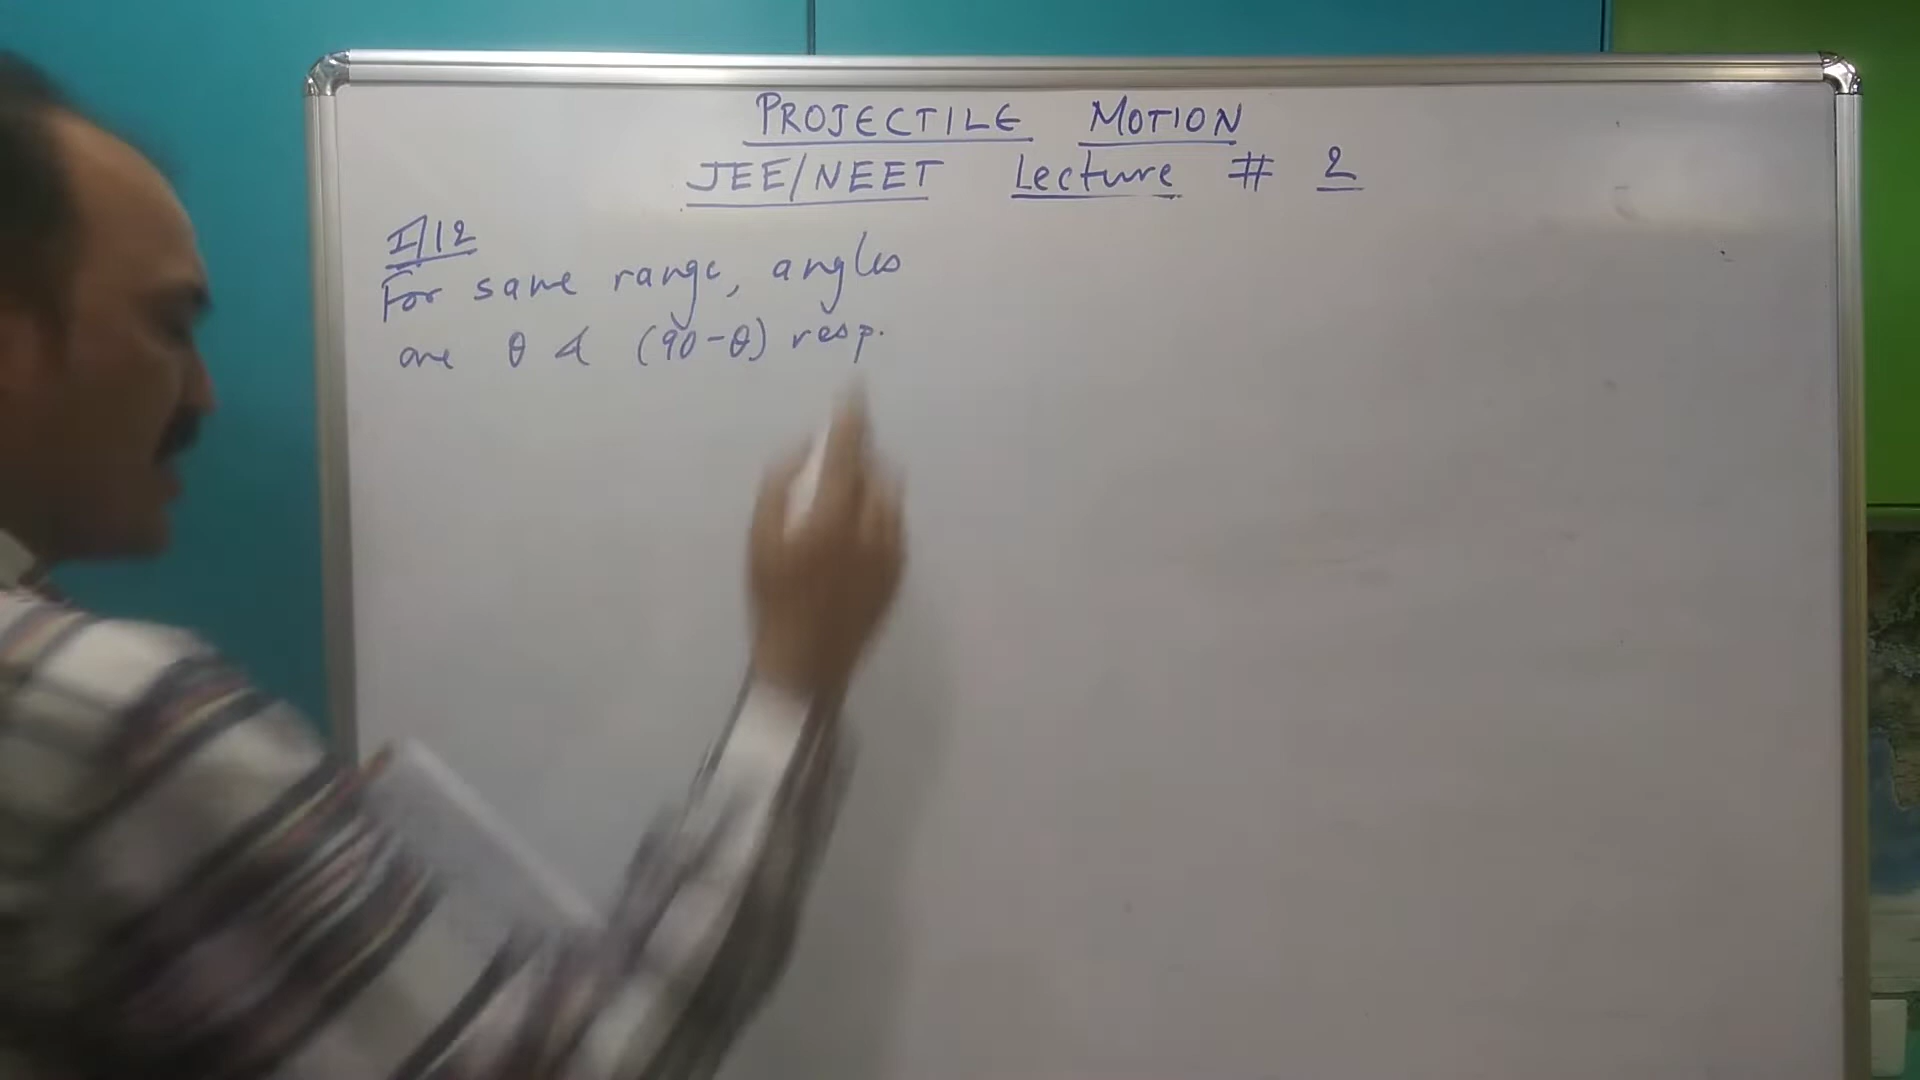 PROJECTILE MOTION
JEE/NEET Lecture # 2
I/12
For same range, angles
are θ & (90-θ) resp.